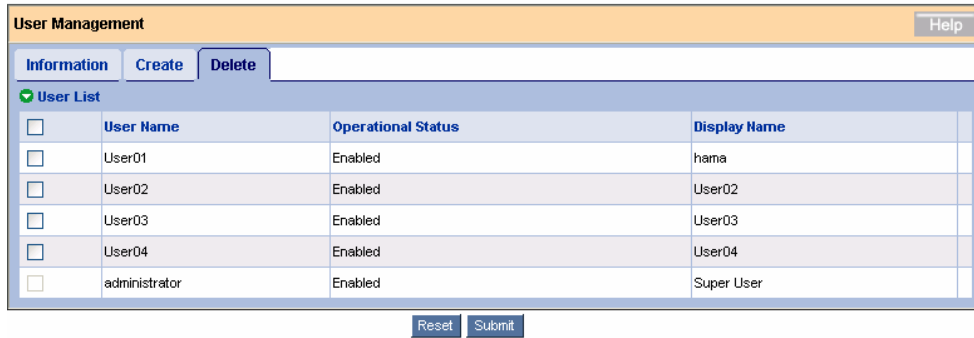 User Management Help
Information Create Delete
User List
User Name Operational Status Display Name
User01 Enabled hama
User02 Enabled User02
User03 Enabled User03
User04 Enabled User04
administrator Enabled Super User
Reset Submit